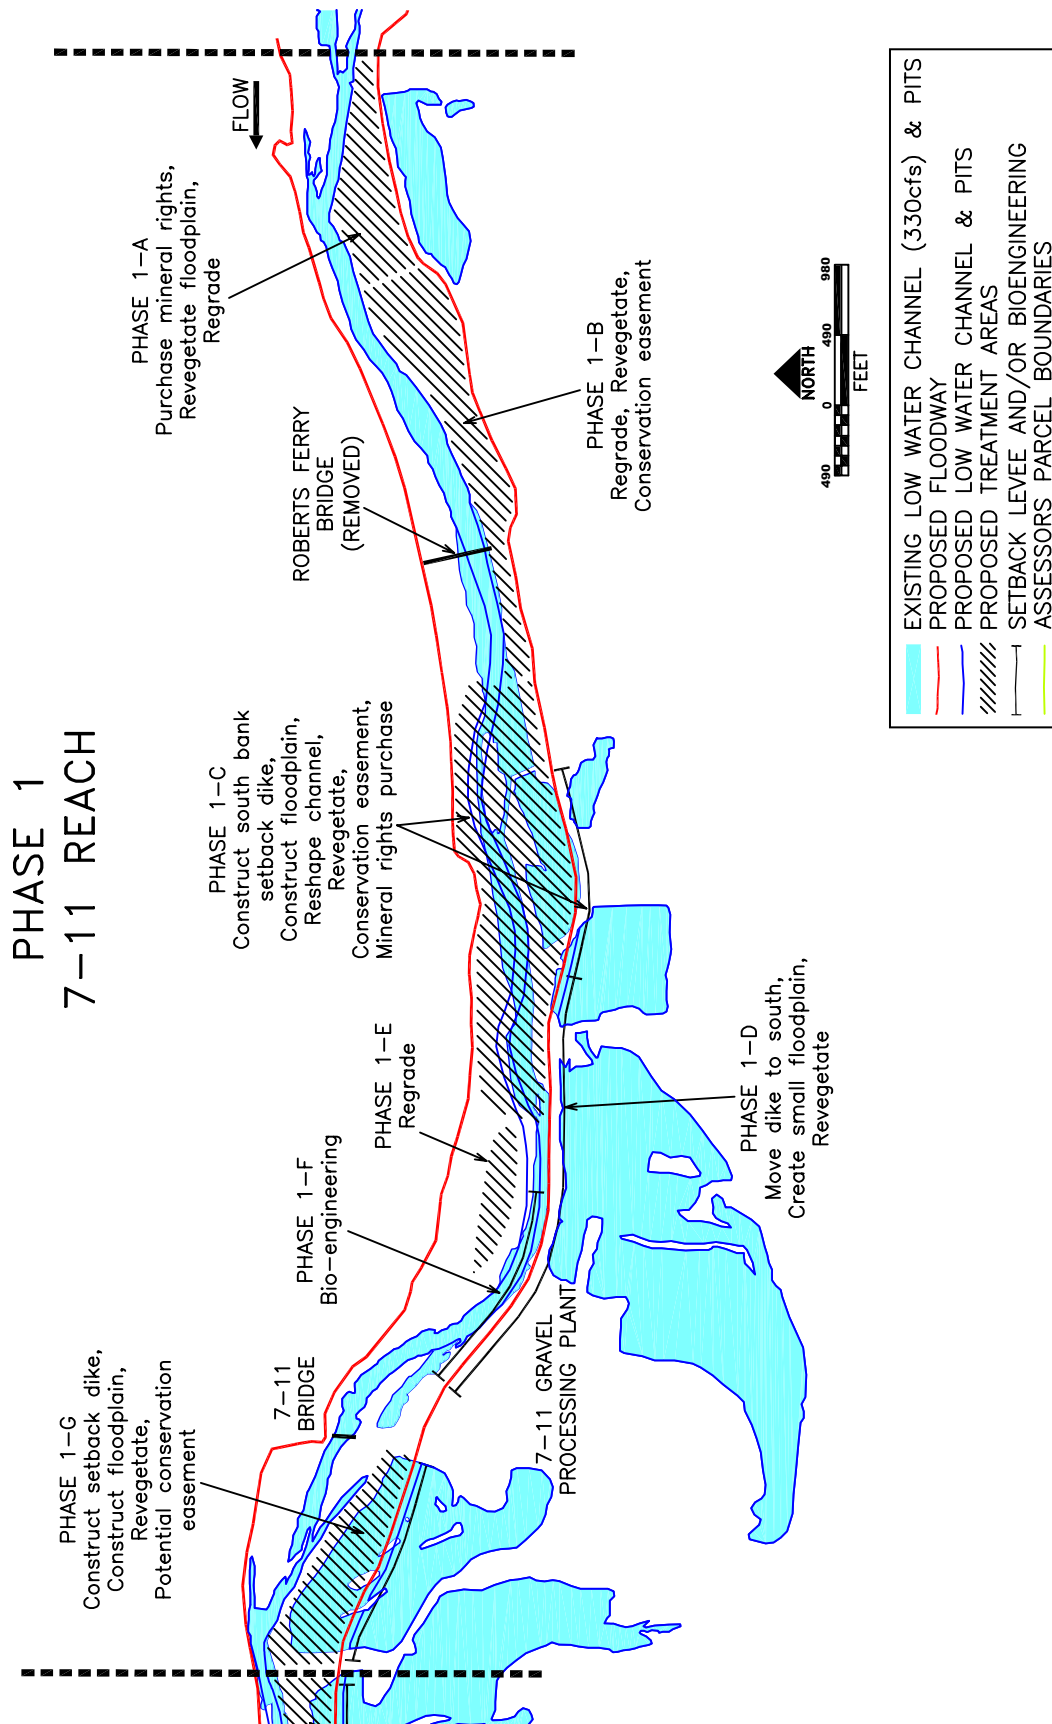 PHASE 1
7-11 REACH
PHASE 1-G
Construct setback dike,
Construct floodplain,
Revegetate,
Potential conservation
easement
7-11
BRIDGE
PHASE 1-F
Bio-engineering
PHASE 1-E
Regrade
PHASE 1-C
Construct south bank
setback dike,
Construct floodplain,
Reshape channel,
Revegetate,
Conservation easement,
Mineral rights purchase
ROBERTS FERRY
BRIDGE
(REMOVED)
PHASE 1-A
Purchase mineral rights,
Revegetate floodplain,
Regrade
FLOW
7-11 GRAVEL
PROCESSING PLANT
PHASE 1-D
Move dike to south,
Create small floodplain,
Revegetate
PHASE 1-B
Regrade, Revegetate,
Conservation easement
NORTH
490 0 490 980
FEET
EXISTING LOW WATER CHANNEL (330cfs) & PITS
PROPOSED FLOODWAY
PROPOSED LOW WATER CHANNEL & PITS
PROPOSED TREATMENT AREAS
SETBACK LEVEE AND/OR BIOENGINEERING
ASSESSORS PARCEL BOUNDARIES